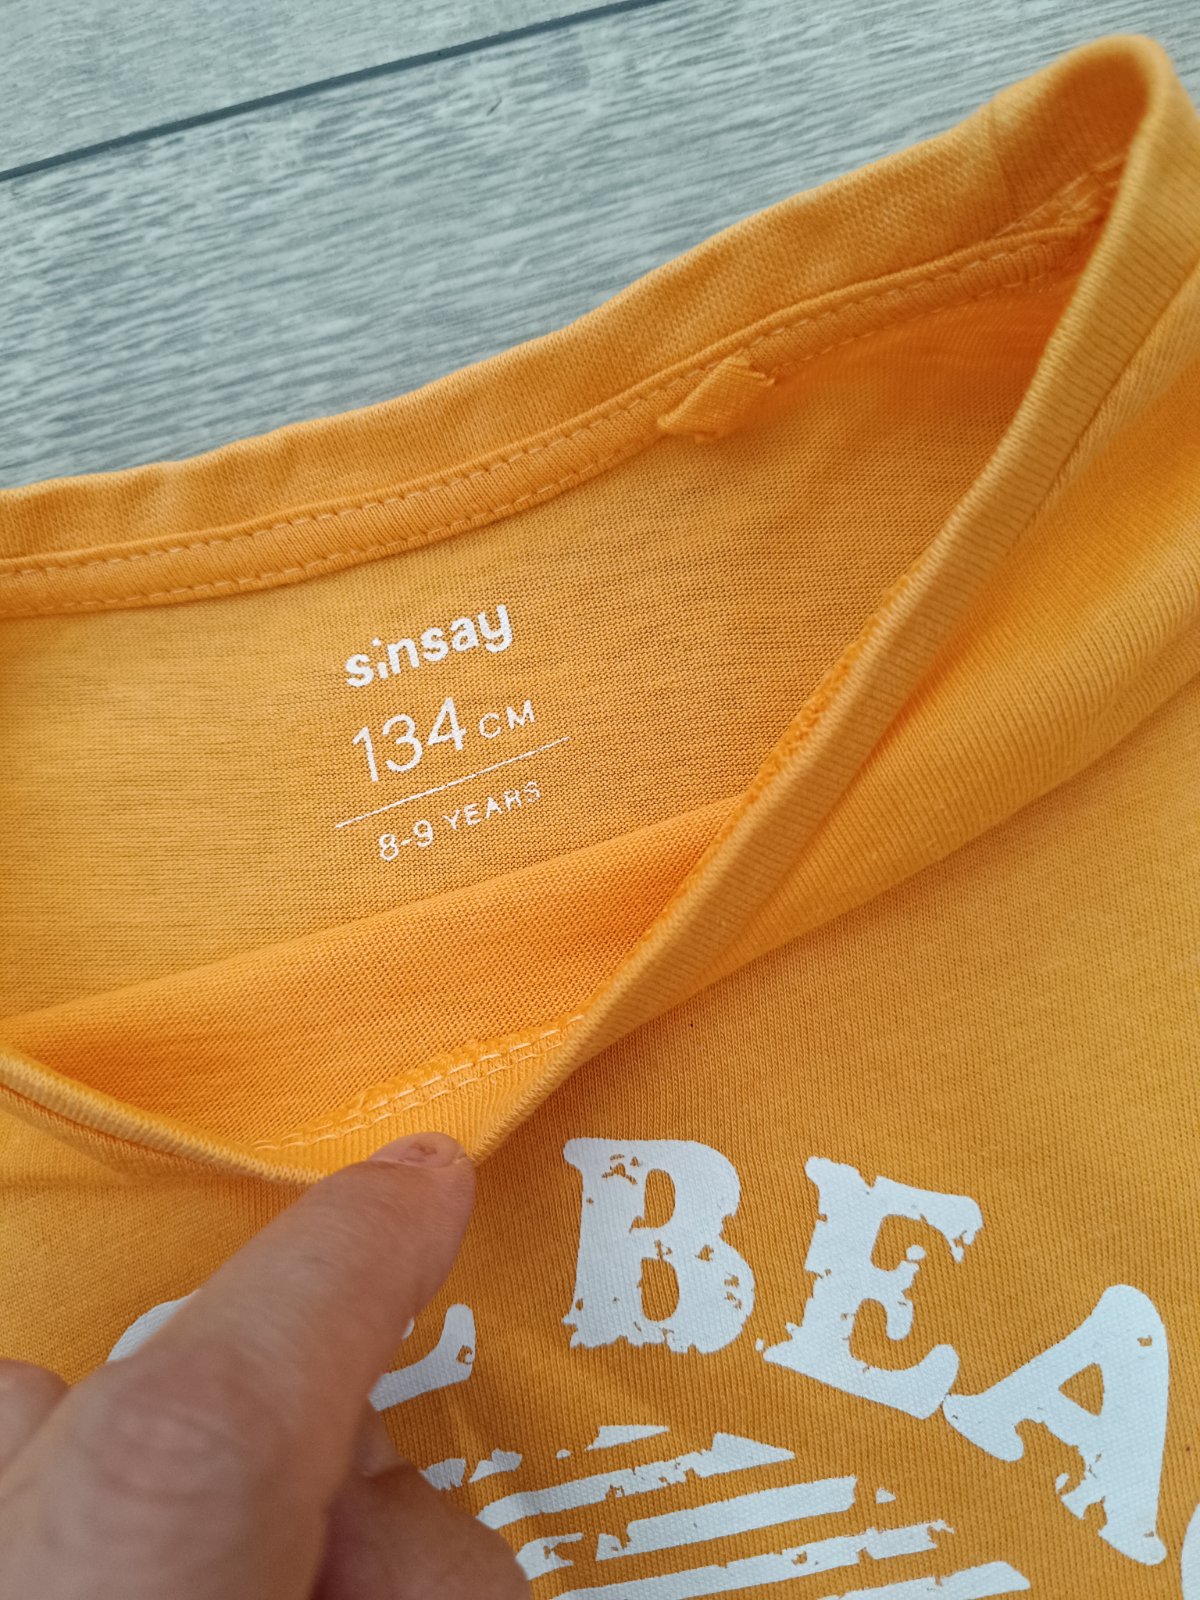 sinsay
134 CM
8-9 YEARS
BEA